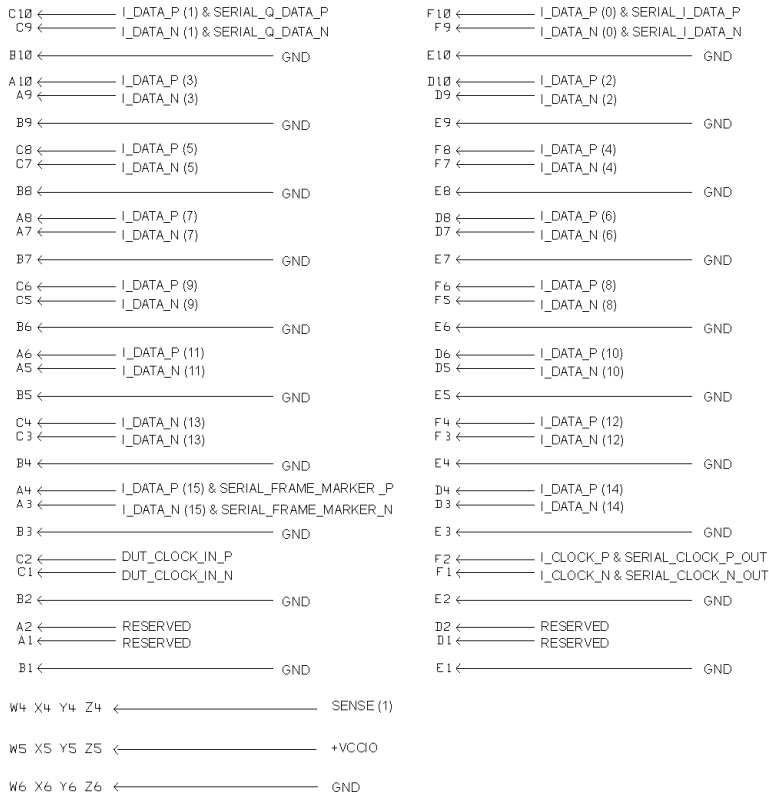 C10 I_DATA_P (1) & SERIAL_Q_DATA_P
C9 I_DATA_N (1) & SERIAL_Q_DATA_N
B10 GND
A10 I_DATA_P (3)
A9 I_DATA_N (3)
B9 GND
C8 I_DATA_P (5)
C7 I_DATA_N (5)
B8 GND
A8 I_DATA_P (7)
A7 I_DATA_N (7)
B7 GND
C6 I_DATA_P (9)
C5 I_DATA_N (9)
B6 GND
A6 I_DATA_P (11)
A5 I_DATA_N (11)
B5 GND
C4 I_DATA_N (13)
C3 I_DATA_N (13)
B4 GND
A4 I_DATA_P (15) & SERIAL_FRAME_MARKER _P
A3 I_DATA_N (15) & SERIAL_FRAME_MARKER_N
B3 GND
C2 DUT_CLOCK_IN_P
C1 DUT_CLOCK_IN_N
B2 GND
A2 RESERVED
A1 RESERVED
B1 GND
F10 I_DATA_P (0) & SERIAL_I_DATA_P
F9 I_DATA_N (0) & SERIAL_I_DATA_N
E10 GND
D10 I_DATA_P (2)
D9 I_DATA_N (2)
E9 GND
F8 I_DATA_P (4)
F7 I_DATA_N (4)
E8 GND
D8 I_DATA_P (6)
D7 I_DATA_N (6)
E7 GND
F6 I_DATA_P (8)
F5 I_DATA_N (8)
E6 GND
D6 I_DATA_P (10)
D5 I_DATA_N (10)
E5 GND
F4 I_DATA_P (12)
F3 I_DATA_N (12)
E4 GND
D4 I_DATA_P (14)
D3 I_DATA_N (14)
E3 GND
F2 I_CLOCK_P & SERIAL_CLOCK_P_OUT
F1 I_CLOCK_N & SERIAL_CLOCK_N_OUT
E2 GND
D2 RESERVED
D1 RESERVED
E1 GND
W4 X4 Y4 Z4 SENSE (1)
W5 X5 Y5 Z5 +VCCIO
W6 X6 Y6 Z6 GND